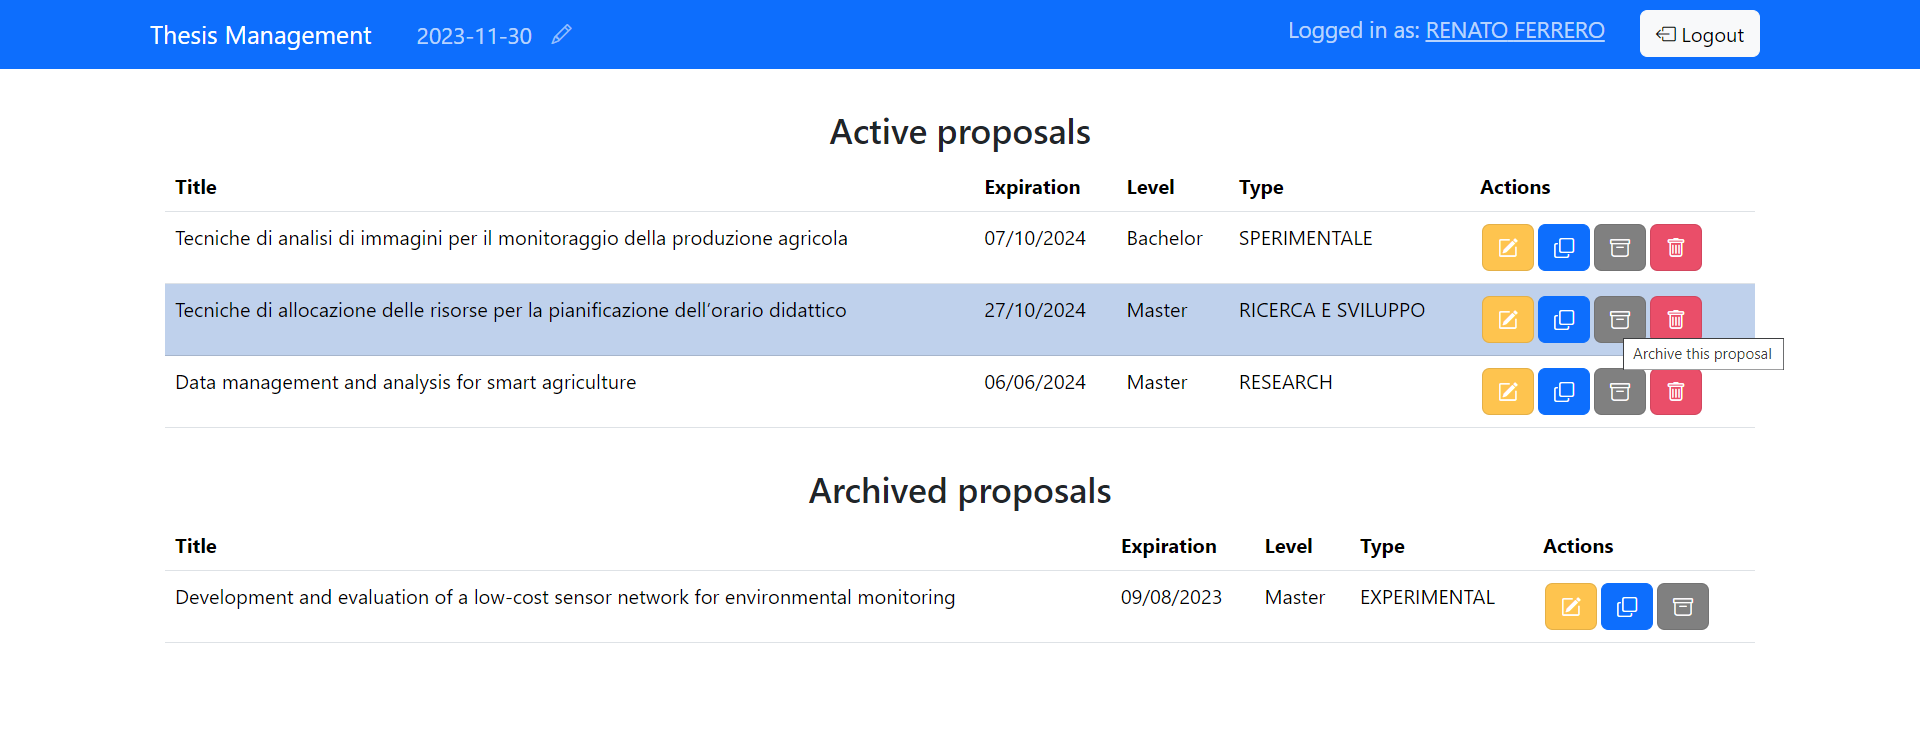 Thesis Management 2023-11-30 Logged in as: RENATO FERRERO Logout
Active proposals
Title Expiration Level Type Actions
Tecniche di analisi di immagini per il monitoraggio della produzione agricola 07/10/2024 Bachelor SPERIMENTALE
Tecniche di allocazione delle risorse per la pianificazione dell’orario didattico 27/10/2024 Master RICERCA E SVILUPPO
Archive this proposal
Data management and analysis for smart agriculture 06/06/2024 Master RESEARCH
Archived proposals
Title Expiration Level Type Actions
Development and evaluation of a low-cost sensor network for environmental monitoring 09/08/2023 Master EXPERIMENTAL